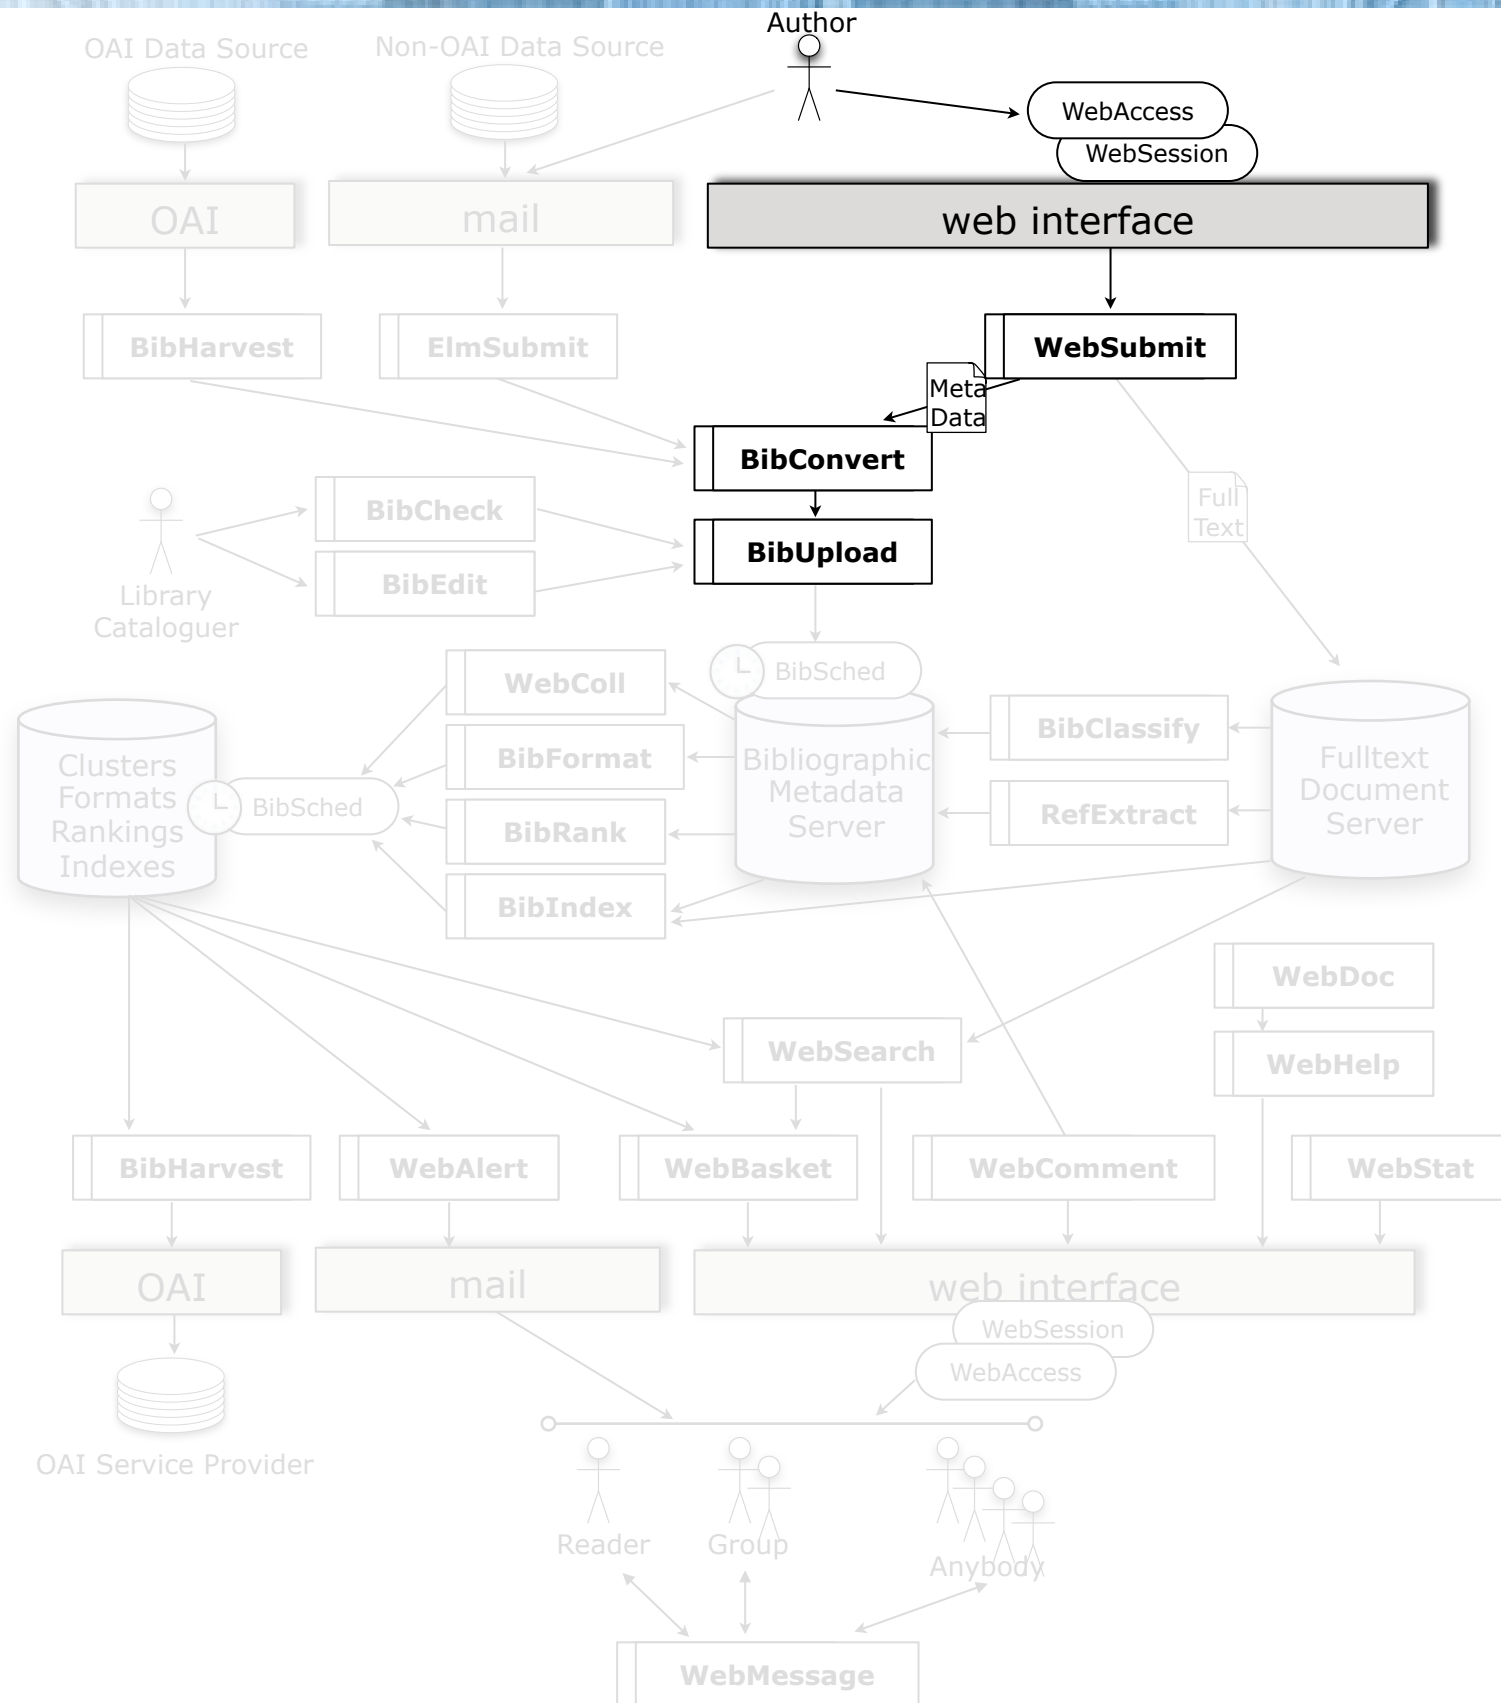 Author
OAI Data Source
Non-OAI Data Source
WebAccess
WebSession
OAI
mail
web interface
BibHarvest
ElmSubmit
WebSubmit
Meta
Data
BibConvert
Full
Text
BibCheck
BibUpload
BibEdit
Library
Cataloguer
BibSched
WebColl
BibClassify
Clusters
Formats
Rankings
Indexes
BibSched
BibFormat
Bibliographic
Metadata
Server
Fulltext
Document
Server
BibRank
RefExtract
BibIndex
WebDoc
WebSearch
WebHelp
BibHarvest
WebAlert
WebBasket
WebComment
WebStat
OAI
mail
web interface
WebSession
WebAccess
OAI Service Provider
Reader
Group
Anybody
WebMessage